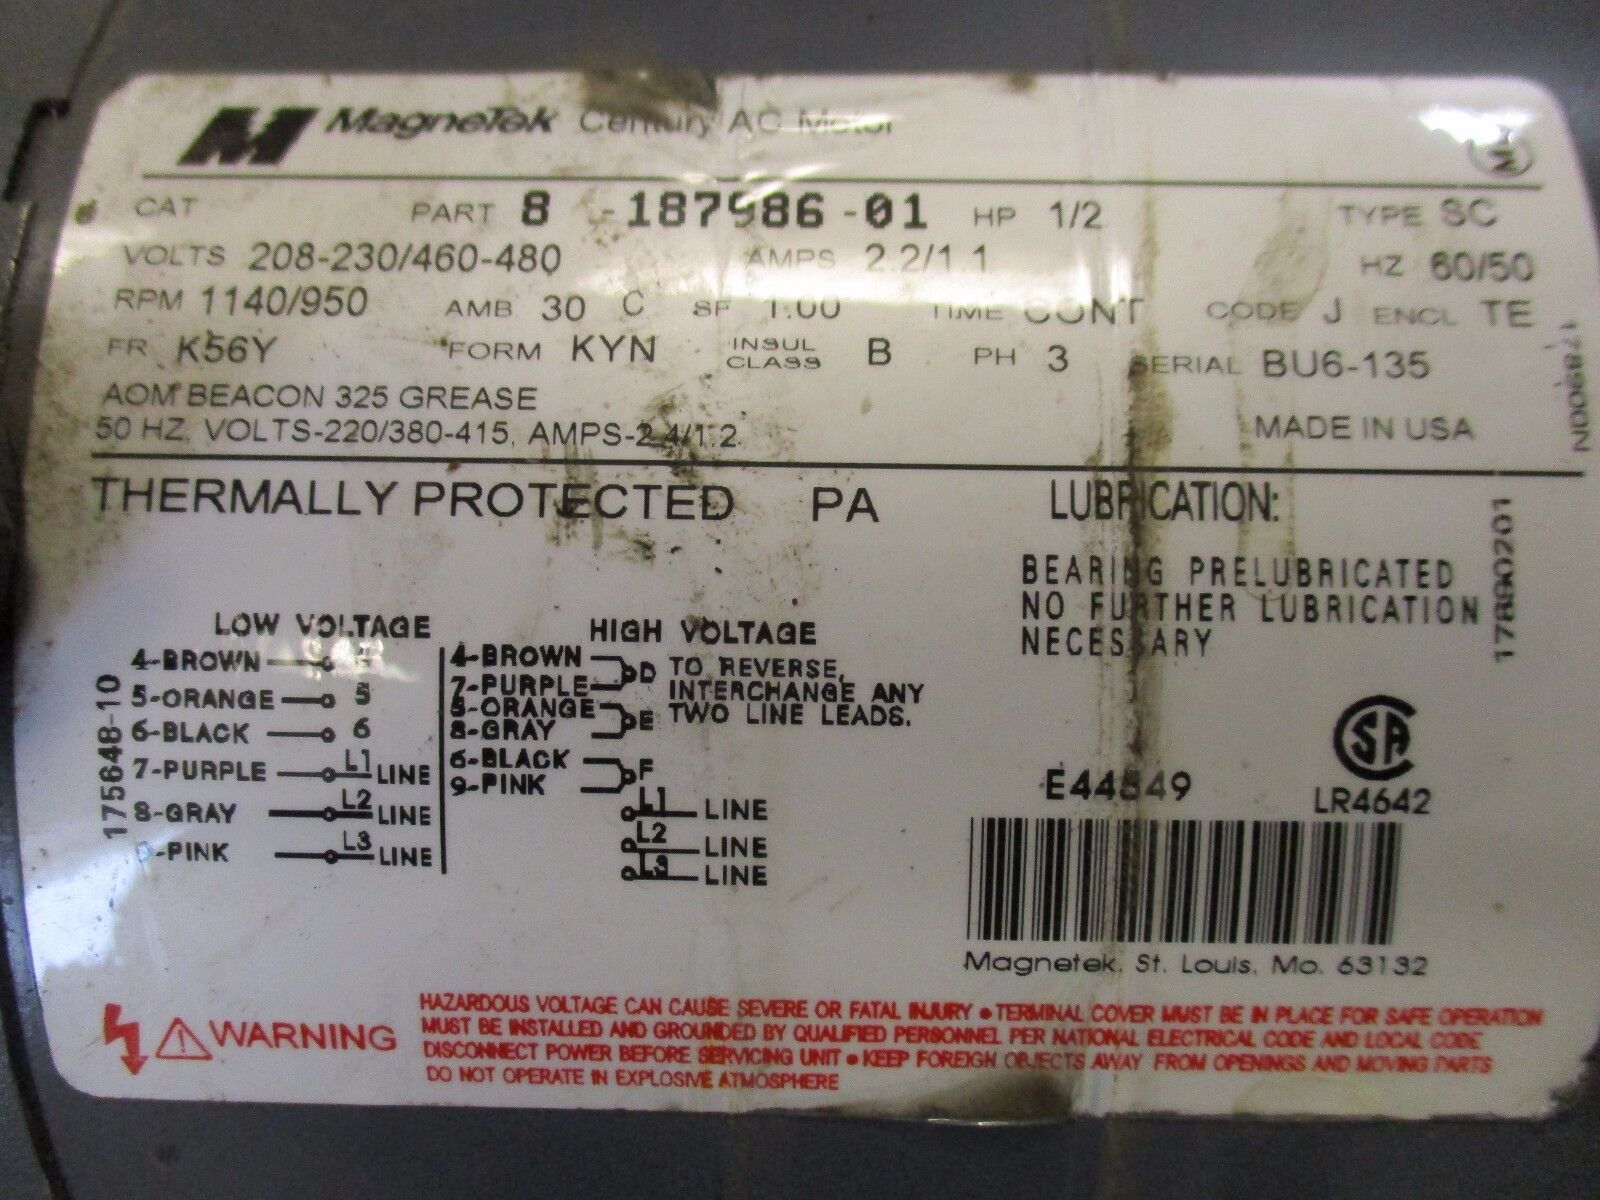 MagneTek Century AC Motor
CAT PART 8 -187986-01 HP 1/2 TYPE SC
VOLTS 208-230/460-480 AMPS 2.2/1.1 HZ 60/50
RPM 1140/950 AMB 30 C SF 1.00 TIME CONT CODE J ENCL TE
FR K56Y FORM KYN INSUL CLASS B PH 3 SERIAL BU6-135
AOM BEACON 325 GREASE
50 HZ, VOLTS-220/380-415, AMPS-2.4/1.2
MADE IN USA
THERMALLY PROTECTED PA
LUBRICATION:
BEARING PRELUBRICATED
NO FURTHER LUBRICATION
NECESSARY
17890201
175648-10
LOW VOLTAGE
4-BROWN 4
5-ORANGE 5
6-BLACK 6
7-PURPLE L1 LINE
8-GRAY L2 LINE
-PINK L3 LINE
HIGH VOLTAGE
4-BROWN
7-PURPLE D
5-ORANGE
8-GRAY E
6-BLACK
9-PINK F
L1 LINE
L2 LINE
L3 LINE
TO REVERSE,
INTERCHANGE ANY
TWO LINE LEADS.
E44549
LR4642
Magnetek, St. Louis, Mo. 63132
WARNING
HAZARDOUS VOLTAGE CAN CAUSE SEVERE OR FATAL INJURY • TERMINAL COVER MUST BE IN PLACE FOR SAFE OPERATION
MUST BE INSTALLED AND GROUNDED BY QUALIFIED PERSONNEL PER NATIONAL ELECTRICAL CODE AND LOCAL CODE
DISCONNECT POWER BEFORE SERVICING UNIT • KEEP FOREIGN OBJECTS AWAY FROM OPENINGS AND MOVING PARTS
DO NOT OPERATE IN EXPLOSIVE ATMOSPHERE